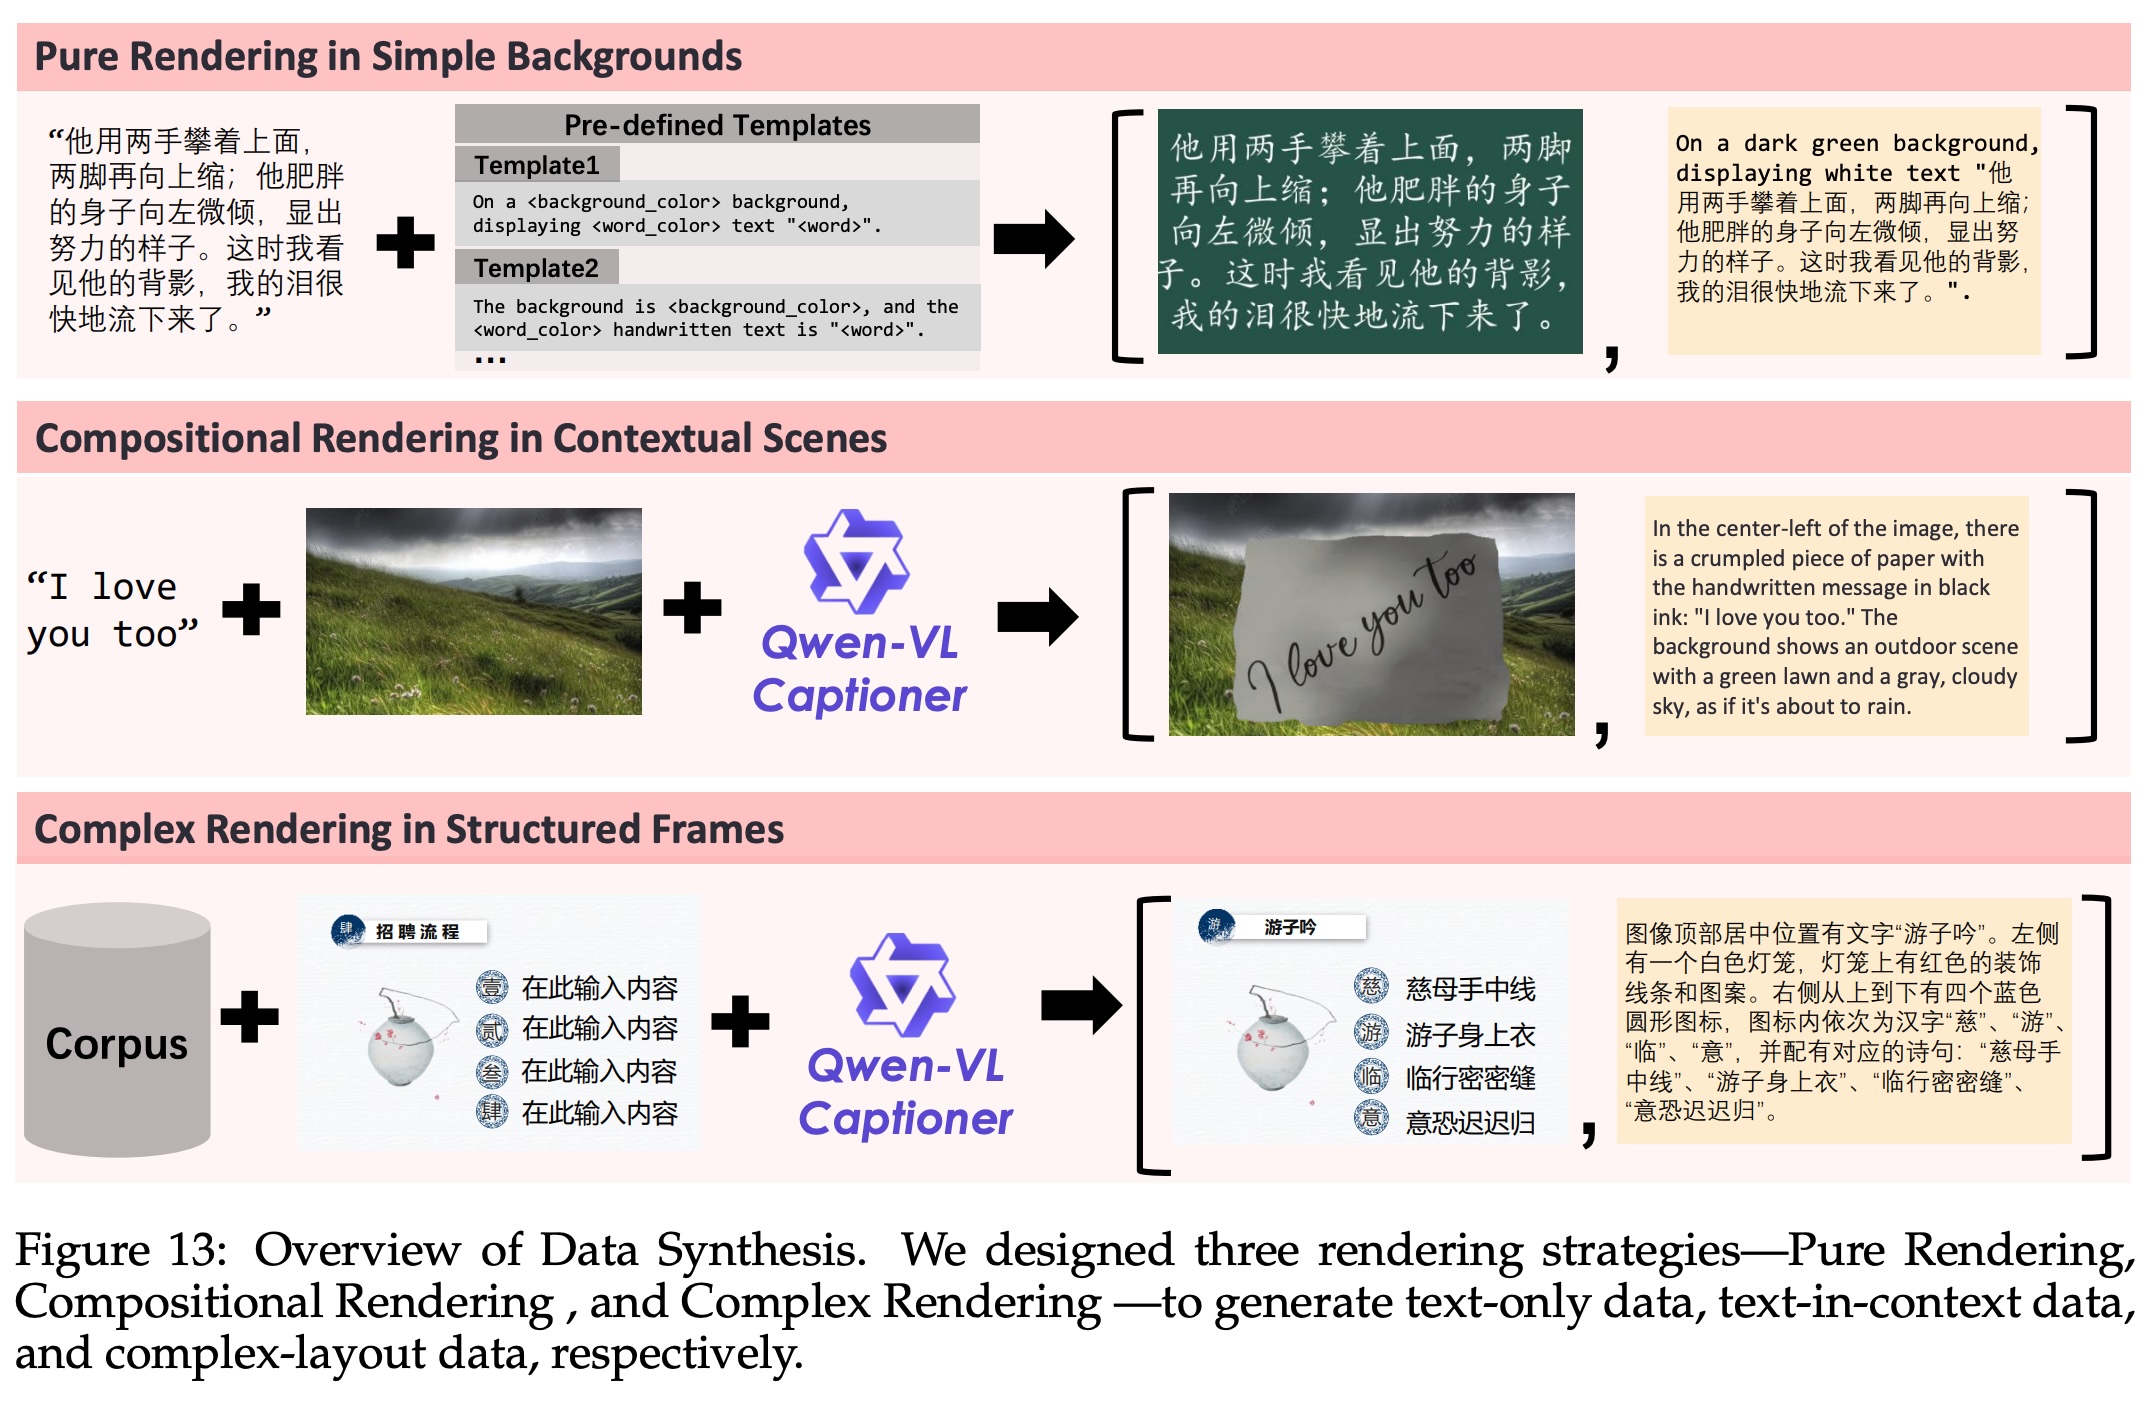 Pure Rendering in Simple Backgrounds
“他用两手攀着上面，
两脚再向上缩；他肥胖
的身子向左微倾，显出
努力的样子。这时我看
见他的背影，我的泪很
快地流下来了。”
Pre-defined Templates
Template1
On a <background_color> background,
displaying <word_color> text "<word>".
Template2
The background is <background_color>, and the
<word_color> handwritten text is "<word>".
...
他用两手攀着上面，两脚
再向上缩；他肥胖的身子
向左微倾，显出努力的样
子。这时我看见他的背影，
我的泪很快地流下来了。
,
On a dark green background,
displaying white text "他
用两手攀着上面，两脚再向上缩；
他肥胖的身子向左微倾，显出努
力的样子。这时我看见他的背影，
我的泪很快地流下来了。".
Compositional Rendering in Contextual Scenes
“I love
you too”
Qwen-VL
Captioner
I love you too
,
In the center-left of the image, there
is a crumpled piece of paper with
the handwritten message in black
ink: "I love you too." The
background shows an outdoor scene
with a green lawn and a gray, cloudy
sky, as if it's about to rain.
Complex Rendering in Structured Frames
Corpus
肆 招聘流程
壹 在此输入内容
贰 在此输入内容
叁 在此输入内容
肆 在此输入内容
Qwen-VL
Captioner
游 游子吟
慈 慈母手中线
游 游子身上衣
临 临行密密缝
意 意恐迟迟归
,
图像顶部居中位置有文字“游子吟”。左侧
有一个白色灯笼，灯笼上有红色的装饰
线条和图案。右侧从上到下有四个蓝色
圆形图标，图标内依次为汉字“慈”、“游”、
“临”、“意”，并配有对应的诗句：“慈母手
中线”、“游子身上衣”、“临行密密缝”、
“意恐迟迟归”。
Figure 13: Overview of Data Synthesis. We designed three rendering strategies—Pure Rendering,
Compositional Rendering , and Complex Rendering —to generate text-only data, text-in-context data,
and complex-layout data, respectively.